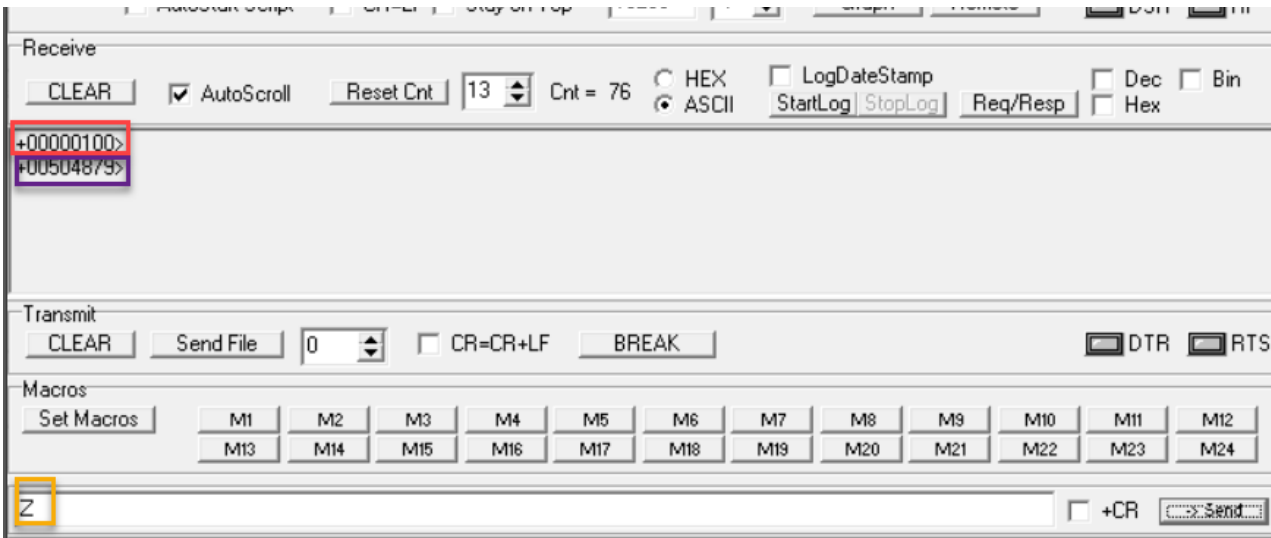 Receive
CLEAR AutoScroll Reset Cnt 13 Cnt = 76 HEX ASCII LogDateStamp StartLog StopLog Req/Resp Dec Bin Hex
+00000100>
+00504879>
Transmit
CLEAR Send File 0 CR=CR+LF BREAK DTR RTS
Macros
Set Macros M1 M2 M3 M4 M5 M6 M7 M8 M9 M10 M11 M12
M13 M14 M15 M16 M17 M18 M19 M20 M21 M22 M23 M24
Z +CR -> Send